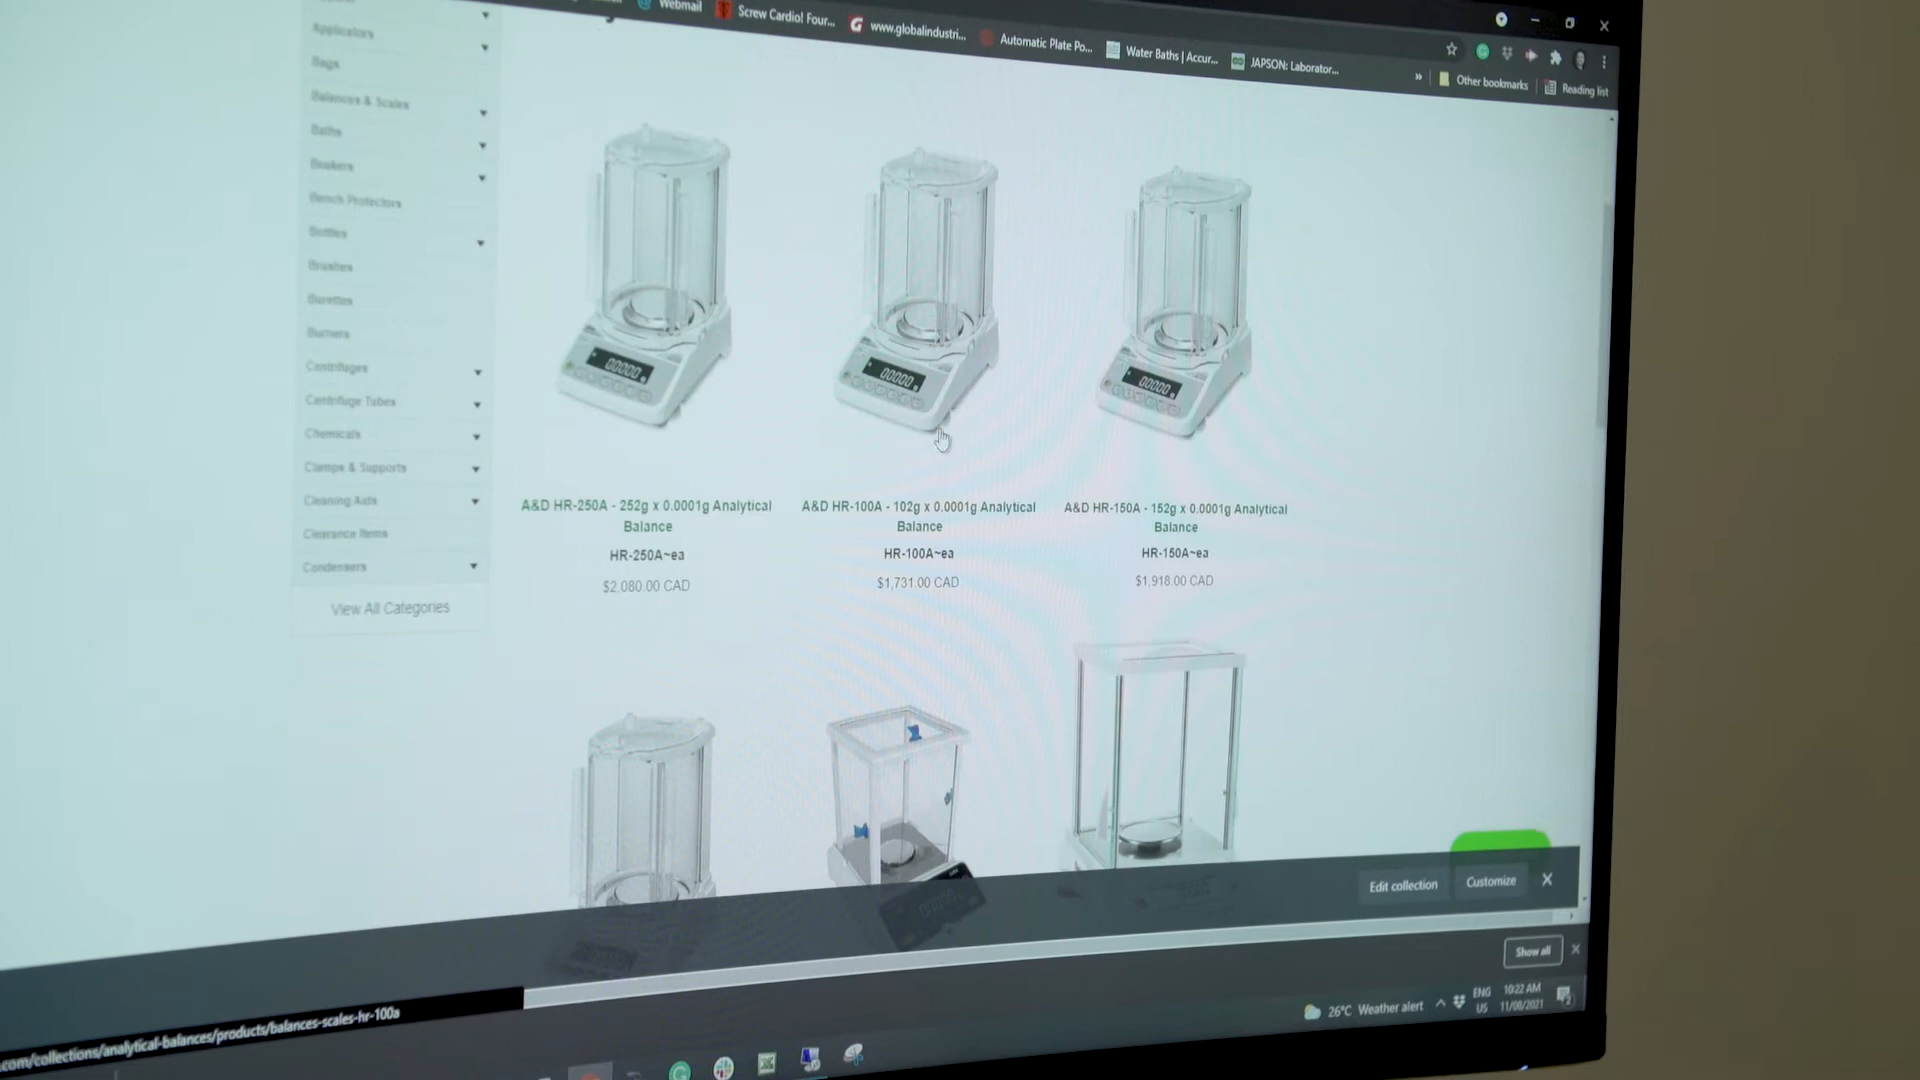 Webmail
Screw Cardio! Four...
www.globalindustri...
Automatic Plate Po...
Water Baths | Accur...
JAPSON: Laborator...
»
Other bookmarks
Reading list
Applicators
Bags
Balances & Scales
Baths
Beakers
Bench Protectors
Bottles
Brushes
Burettes
Burners
Centrifuges
Centrifuge Tubes
Chemicals
Clamps & Supports
Cleaning Aids
Clearance Items
Condensers
View All Categories
00000
00000
00000
A&D HR-250A - 252g x 0.0001g Analytical
Balance
HR-250A~ea
$2,080.00 CAD
A&D HR-100A - 102g x 0.0001g Analytical
Balance
HR-100A~ea
$1,731.00 CAD
A&D HR-150A - 152g x 0.0001g Analytical
Balance
HR-150A~ea
$1,918.00 CAD
Edit collection
Customize
Show all
.com/collections/analytical-balances/products/balances-scales-hr-100a
26°C Weather alert
ENG
US
10:22 AM
11/08/2021